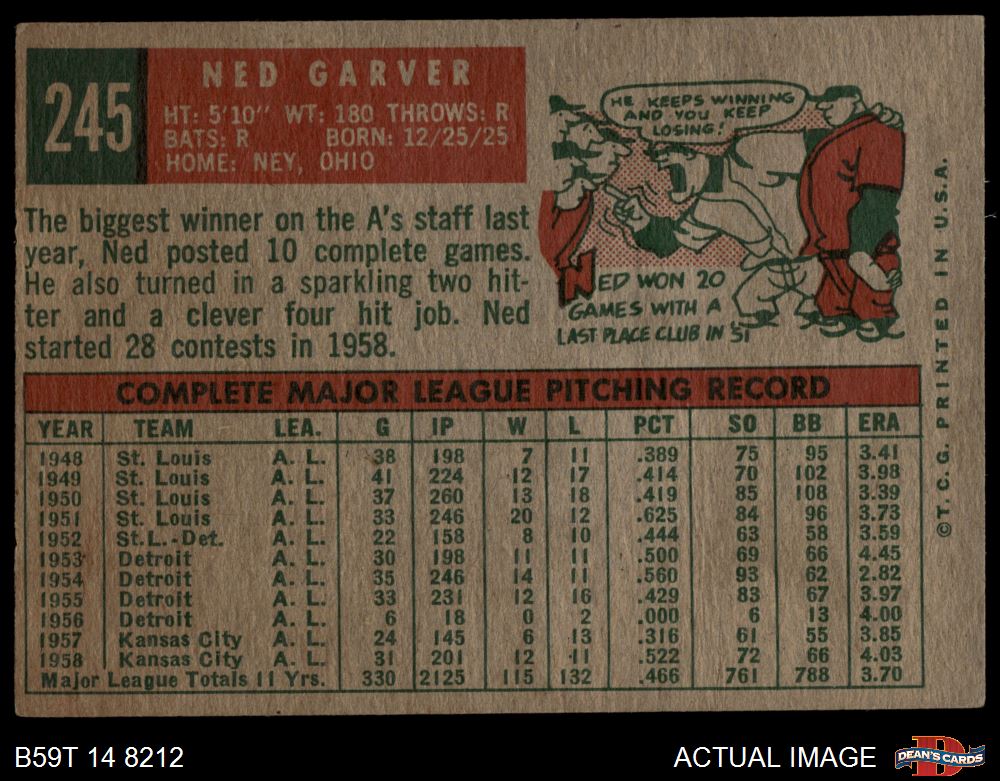 245
NED GARVER
HT: 5'10" WT: 180 THROWS: R
BATS: R BORN: 12/25/25
HOME: NEY, OHIO
The biggest winner on the A's staff last
year, Ned posted 10 complete games.
He also turned in a sparkling two hit-
ter and a clever four hit job. Ned
started 28 contests in 1958.
HE KEEPS WINNING
AND YOU KEEP
LOSING!
NED WON 20
GAMES WITH A
LAST PLACE CLUB IN '51
COMPLETE MAJOR LEAGUE PITCHING RECORD
YEAR TEAM LEA. G IP W L PCT SO BB ERA
1948 St. Louis A. L. 38 198 7 11 .389 75 95 3.41
1949 St. Louis A. L. 41 224 12 17 .414 70 102 3.98
1950 St. Louis A. L. 37 260 13 18 .419 85 108 3.39
1951 St. Louis A. L. 33 246 20 12 .625 84 96 3.73
1952 St.L.-Det. A. L. 22 158 8 10 .444 63 58 3.59
1953 Detroit A. L. 30 198 11 11 .500 69 66 4.45
1954 Detroit A. L. 35 246 14 11 .560 93 62 2.82
1955 Detroit A. L. 33 231 12 16 .429 83 67 3.97
1956 Detroit A. L. 6 18 0 2 .000 6 13 4.00
1957 Kansas City A. L. 24 145 6 13 .316 61 55 3.85
1958 Kansas City A. L. 31 201 12 11 .522 72 66 4.03
Major League Totals 11 Yrs. 330 2125 115 132 .466 761 788 3.70
©T. C. G. PRINTED IN U.S.A.
B59T 14 8212
ACTUAL IMAGE
D
DEAN'S CARDS